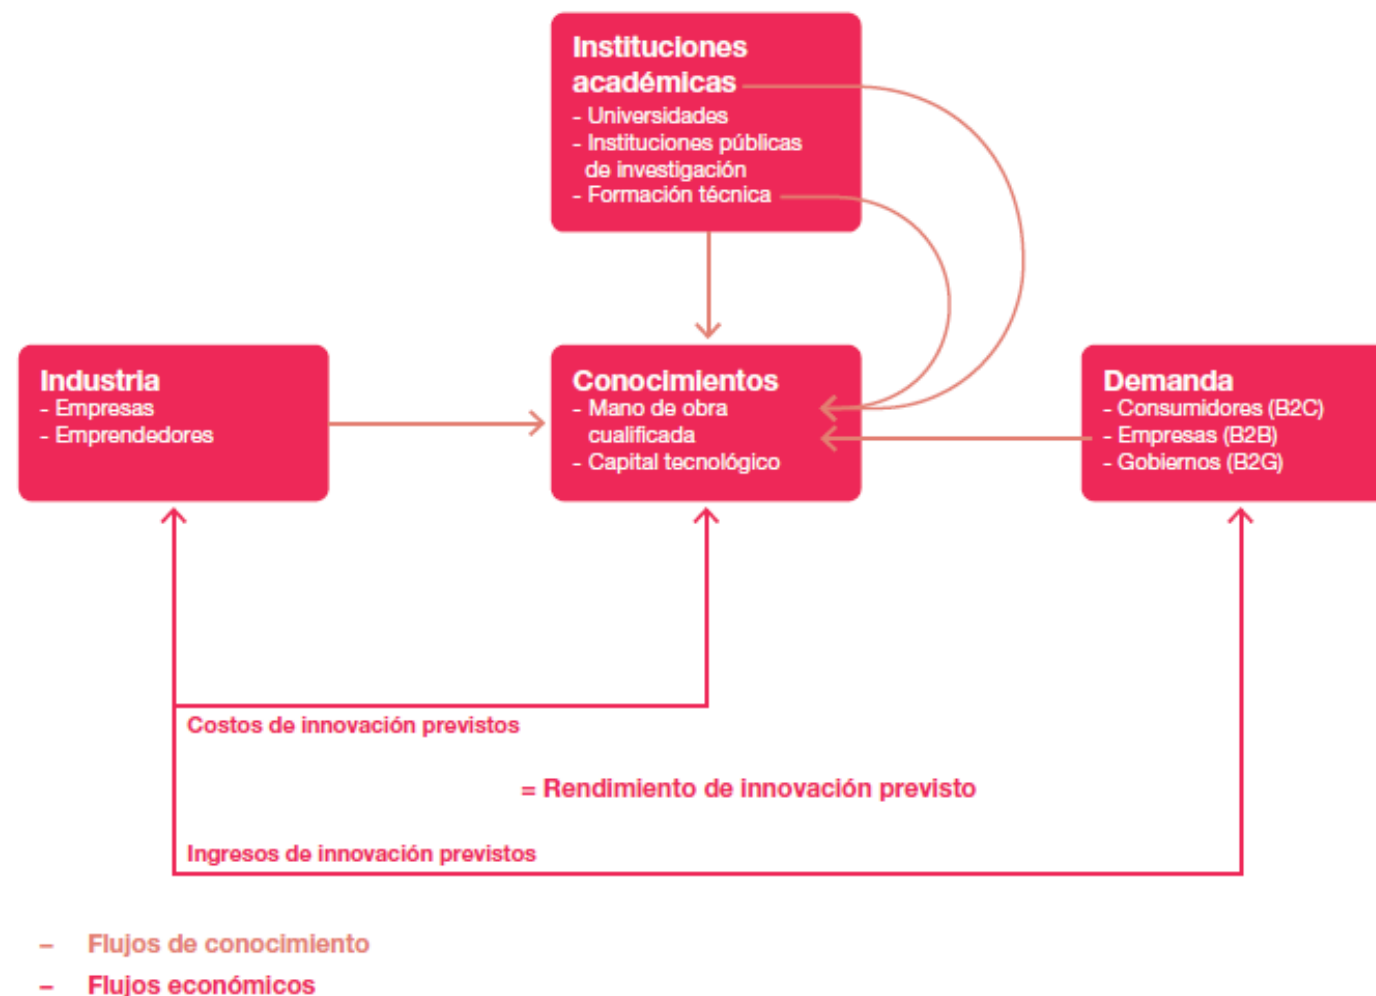 Instituciones
académicas
- Universidades
- Instituciones públicas
de investigación
- Formación técnica
Industria
- Empresas
- Emprendedores
Conocimientos
- Mano de obra
cualificada
- Capital tecnológico
Demanda
- Consumidores (B2C)
- Empresas (B2B)
- Gobiernos (B2G)
Costos de innovación previstos
= Rendimiento de innovación previsto
Ingresos de innovación previstos
– Flujos de conocimiento
– Flujos económicos